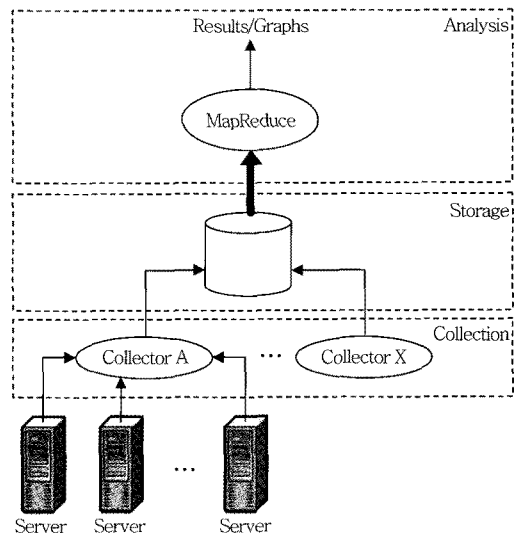 Results/Graphs
Analysis
MapReduce
Storage
Collection
Collector A
...
Collector X
...
Server
Server
Server